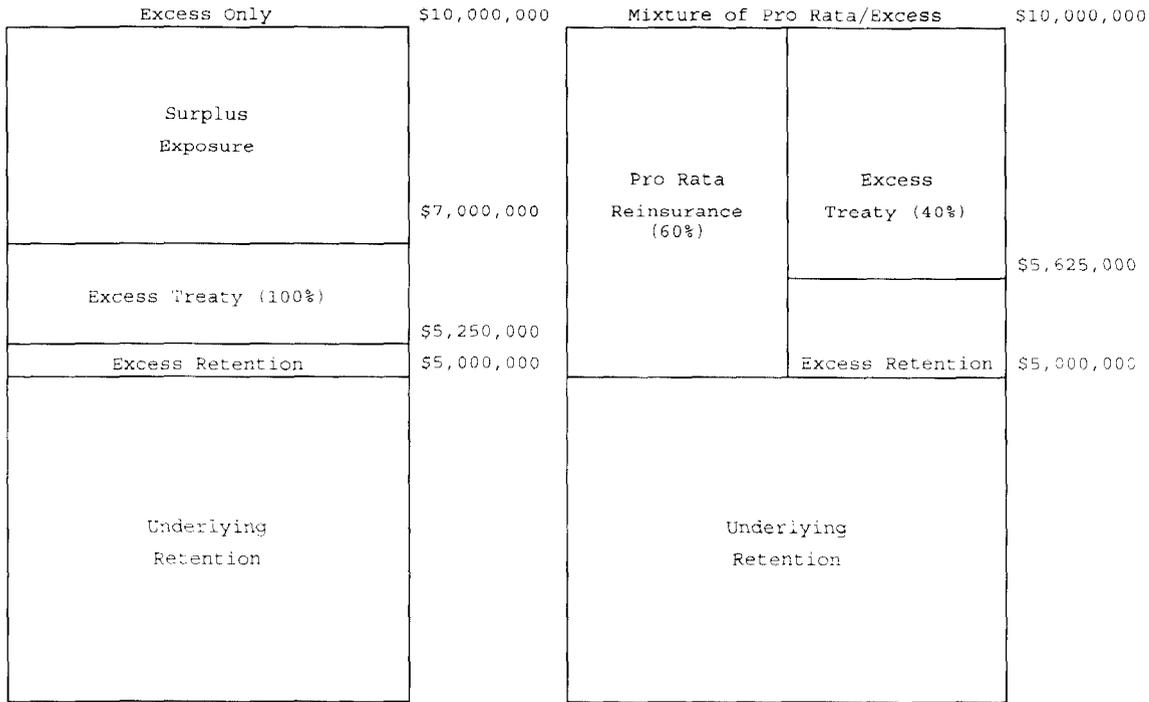 Excess Only
$10,000,000
Surplus
Exposure
$7,000,000
Excess Treaty (100%)
$5,250,000
Excess Retention
$5,000,000
Underlying
Retention
Mixture of Pro Rata/Excess
$10,000,000
Pro Rata
Reinsurance
(60%)
Excess
Treaty (40%)
$5,625,000
Excess Retention
$5,000,000
Underlying
Retention